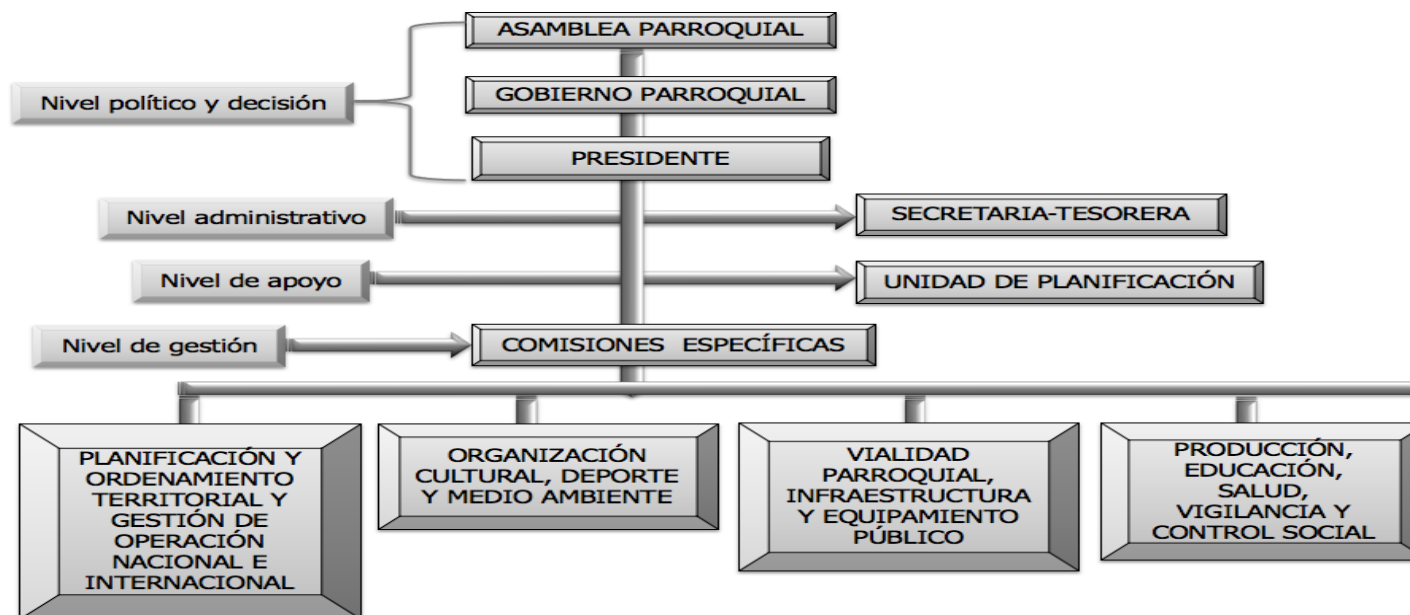 ASAMBLEA PARROQUIAL
Nivel político y decisión
GOBIERNO PARROQUIAL
PRESIDENTE
Nivel administrativo
SECRETARIA-TESORERA
Nivel de apoyo
UNIDAD DE PLANIFICACIÓN
Nivel de gestión
COMISIONES ESPECÍFICAS
PLANIFICACIÓN Y
ORDENAMIENTO
TERRITORIAL Y
GESTIÓN DE
OPERACIÓN
NACIONAL E
INTERNACIONAL
ORGANIZACIÓN
CULTURAL, DEPORTE
Y MEDIO AMBIENTE
VIALIDAD
PARROQUIAL,
INFRAESTRUCTURA
Y EQUIPAMIENTO
PÚBLICO
PRODUCCIÓN,
EDUCACIÓN,
SALUD,
VIGILANCIA Y
CONTROL SOCIAL